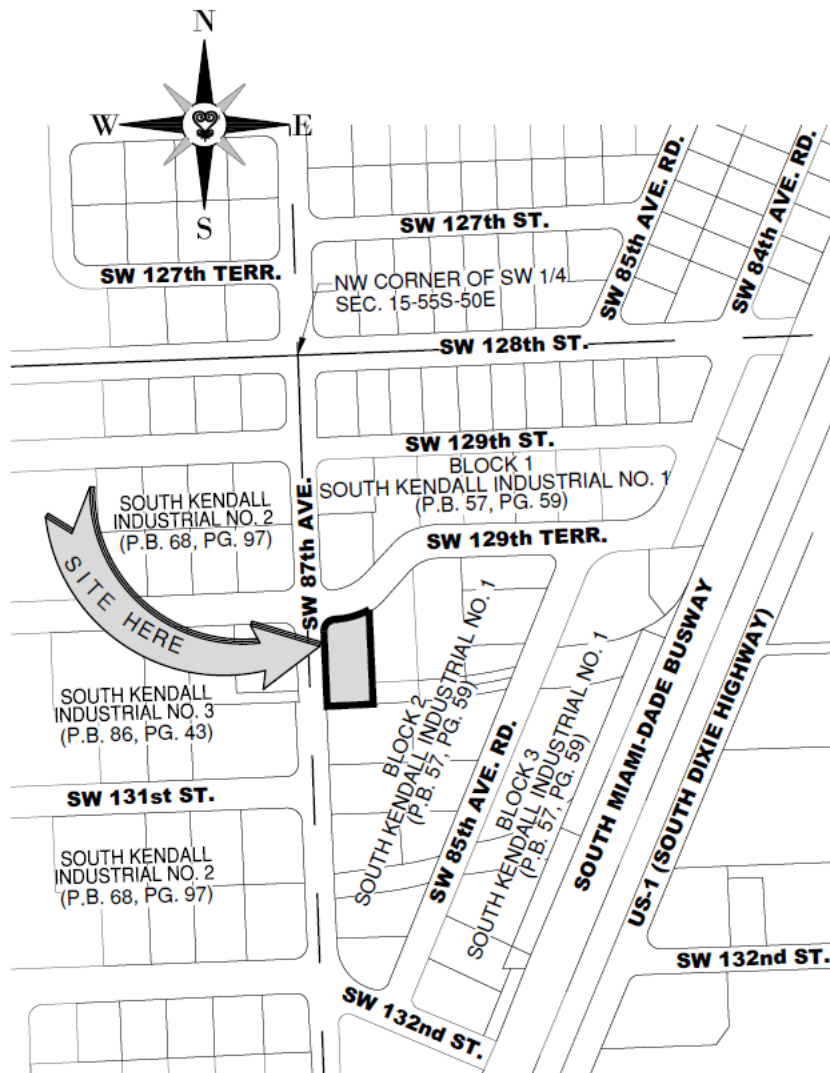 N
W
E
S
SW 127th ST.
SW 127th TERR.
SW 85th AVE. RD.
SW 84th AVE. RD.
NW CORNER OF SW 1/4
SEC. 15-55S-50E
SW 128th ST.
SW 129th ST.
BLOCK 1
SOUTH KENDALL INDUSTRIAL NO. 1
(P.B. 57, PG. 59)
SOUTH KENDALL
INDUSTRIAL NO. 2
(P.B. 68, PG. 97)
SW 87th AVE.
SW 129th TERR.
SITE HERE
BLOCK 2
SOUTH KENDALL INDUSTRIAL NO. 1
(P.B. 57, PG. 59)
SW 85th AVE. RD.
BLOCK 3
SOUTH KENDALL INDUSTRIAL NO. 1
(P.B. 57, PG. 59)
SOUTH MIAMI-DADE BUSWAY
US-1 (SOUTH DIXIE HIGHWAY)
SOUTH KENDALL
INDUSTRIAL NO. 3
(P.B. 86, PG. 43)
SW 131st ST.
SOUTH KENDALL
INDUSTRIAL NO. 2
(P.B. 68, PG. 97)
SW 132nd ST.
SW 132nd ST.